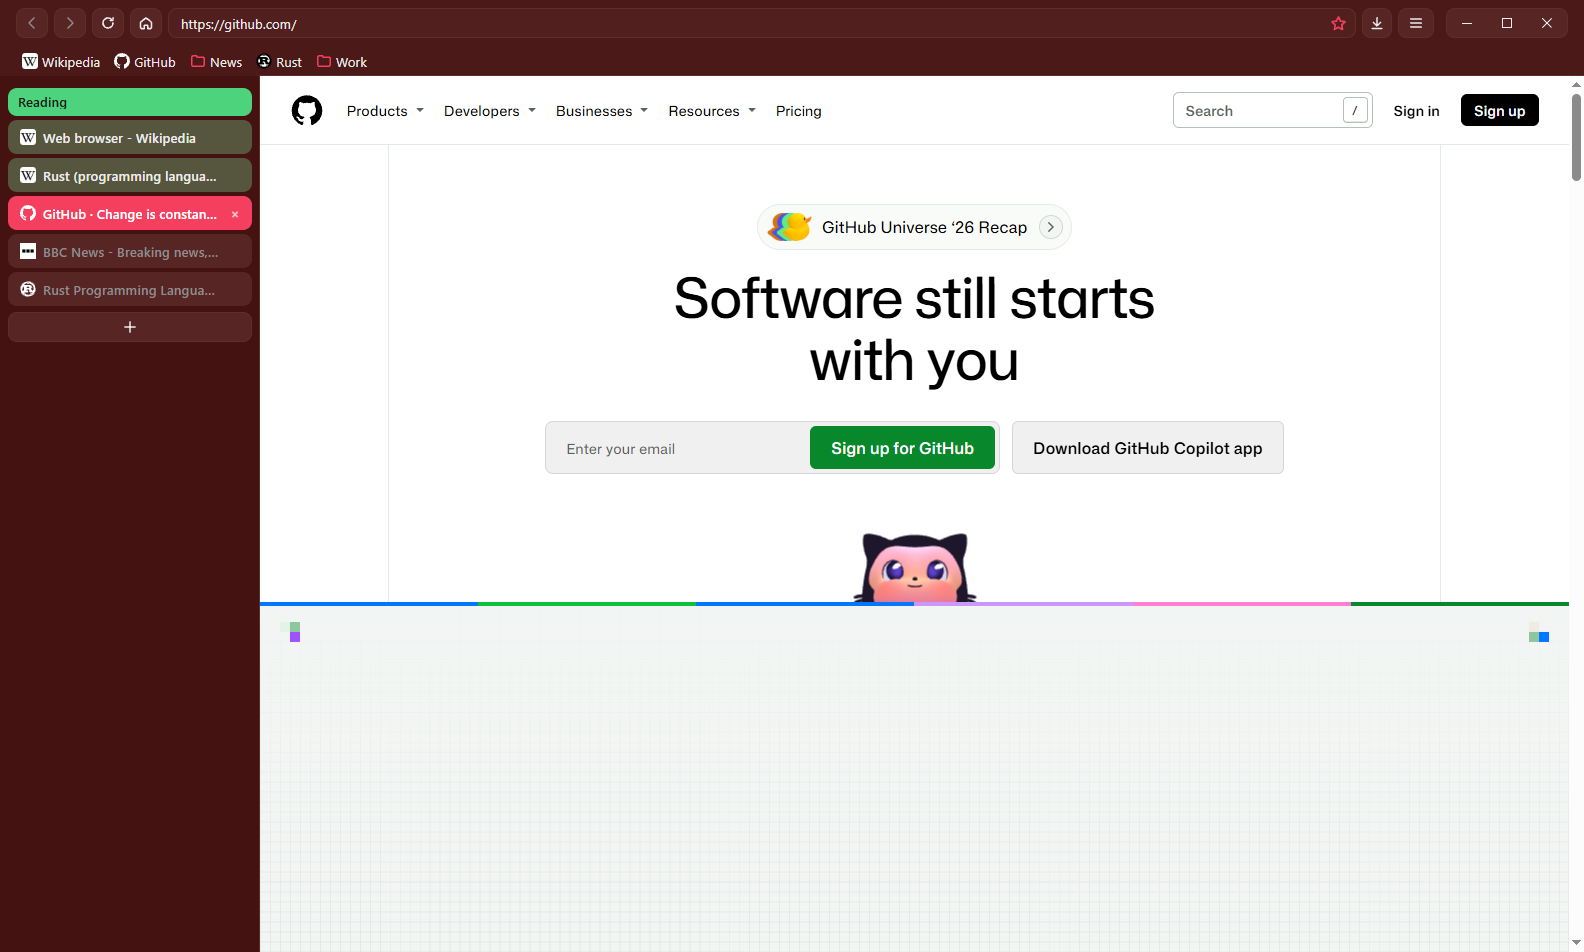 https://github.com/
Wikipedia GitHub News Rust Work
Reading
Web browser - Wikipedia
Rust (programming langua...
GitHub · Change is constan... ×
BBC News - Breaking news,...
Rust Programming Langua...
Products Developers Businesses Resources Pricing Search / Sign in Sign up
GitHub Universe ‘26 Recap
Software still starts
with you
Enter your email Sign up for GitHub Download GitHub Copilot app